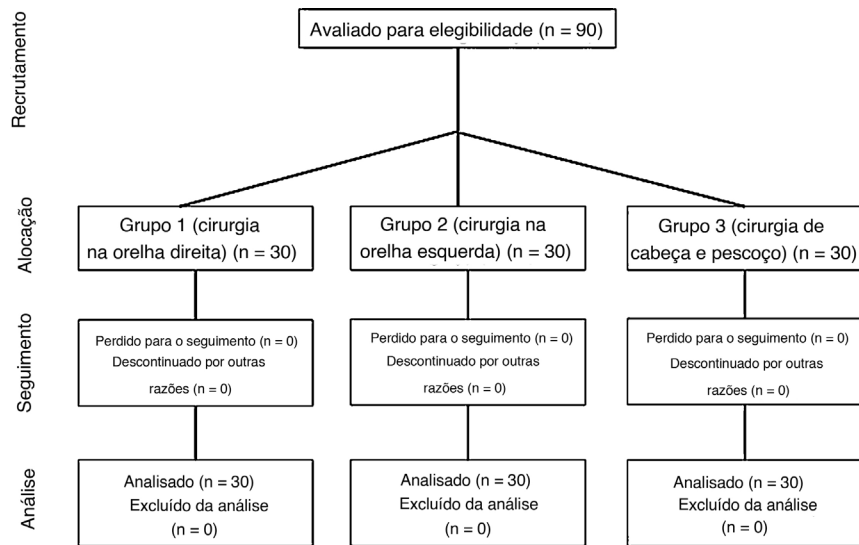 Recrutamento
Avaliado para elegibilidade (n = 90)
Alocação
Grupo 1 (cirurgia
na orelha direita) (n = 30)
Grupo 2 (cirurgia na
orelha esquerda) (n = 30)
Grupo 3 (cirurgia de
cabeça e pescoço) (n = 30)
Seguimento
Perdido para o seguimento (n = 0)
Descontinuado por outras
razões (n = 0)
Perdido para o seguimento (n = 0)
Descontinuado por outras
razões (n = 0)
Perdido para o seguimento (n = 0)
Descontinuado por outras
razões (n = 0)
Análise
Analisado (n = 30)
Excluído da análise
(n = 0)
Analisado (n = 30)
Excluído da análise
(n = 0)
Analisado (n = 30)
Excluído da análise
(n = 0)